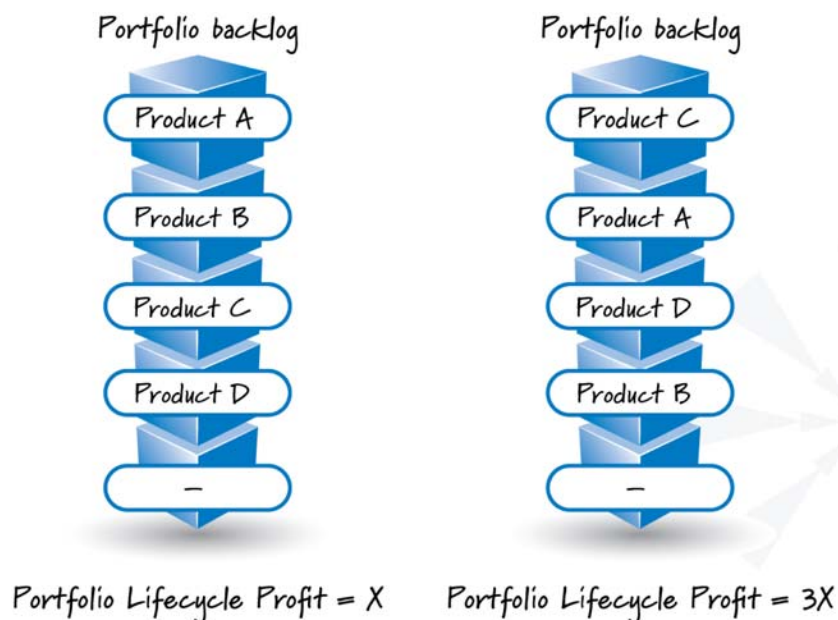 Portfolio backlog
Product A
Product B
Product C
Product D
–
Portfolio Lifecycle Profit = X
Portfolio backlog
Product C
Product A
Product D
Product B
–
Portfolio Lifecycle Profit = 3X